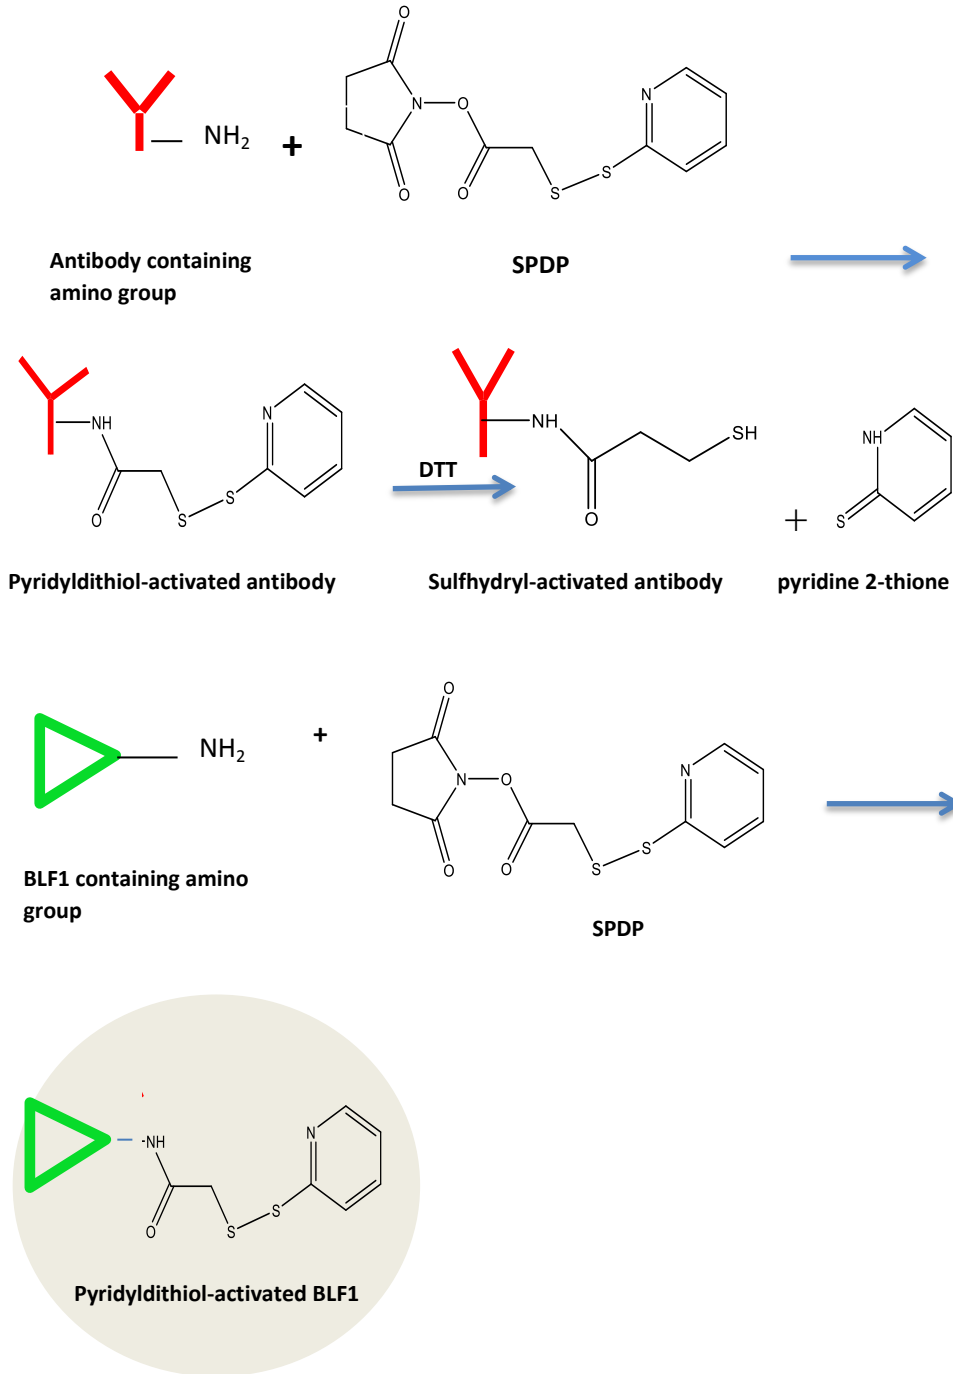 O
N
O
O
O
S
S
N
NH₂
+
Antibody containing
amino group
SPDP
NH
O
S
S
N
DTT
NH
O
SH
+
NH
S
Pyridyldithiol-activated antibody
Sulfhydryl-activated antibody
pyridine 2-thione
NH₂
+
O
N
O
O
O
S
S
N
BLF1 containing amino
group
SPDP
NH
O
S
S
N
Pyridyldithiol-activated BLF1